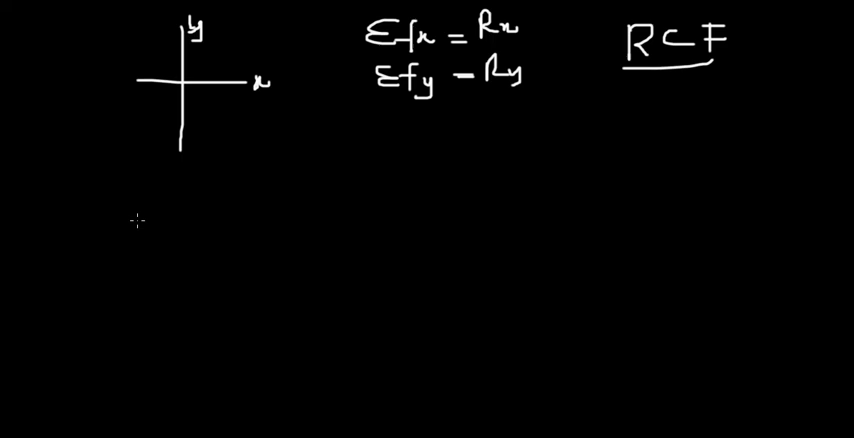 y
x
Σfx = Rx
Σfy = Ry
RCF